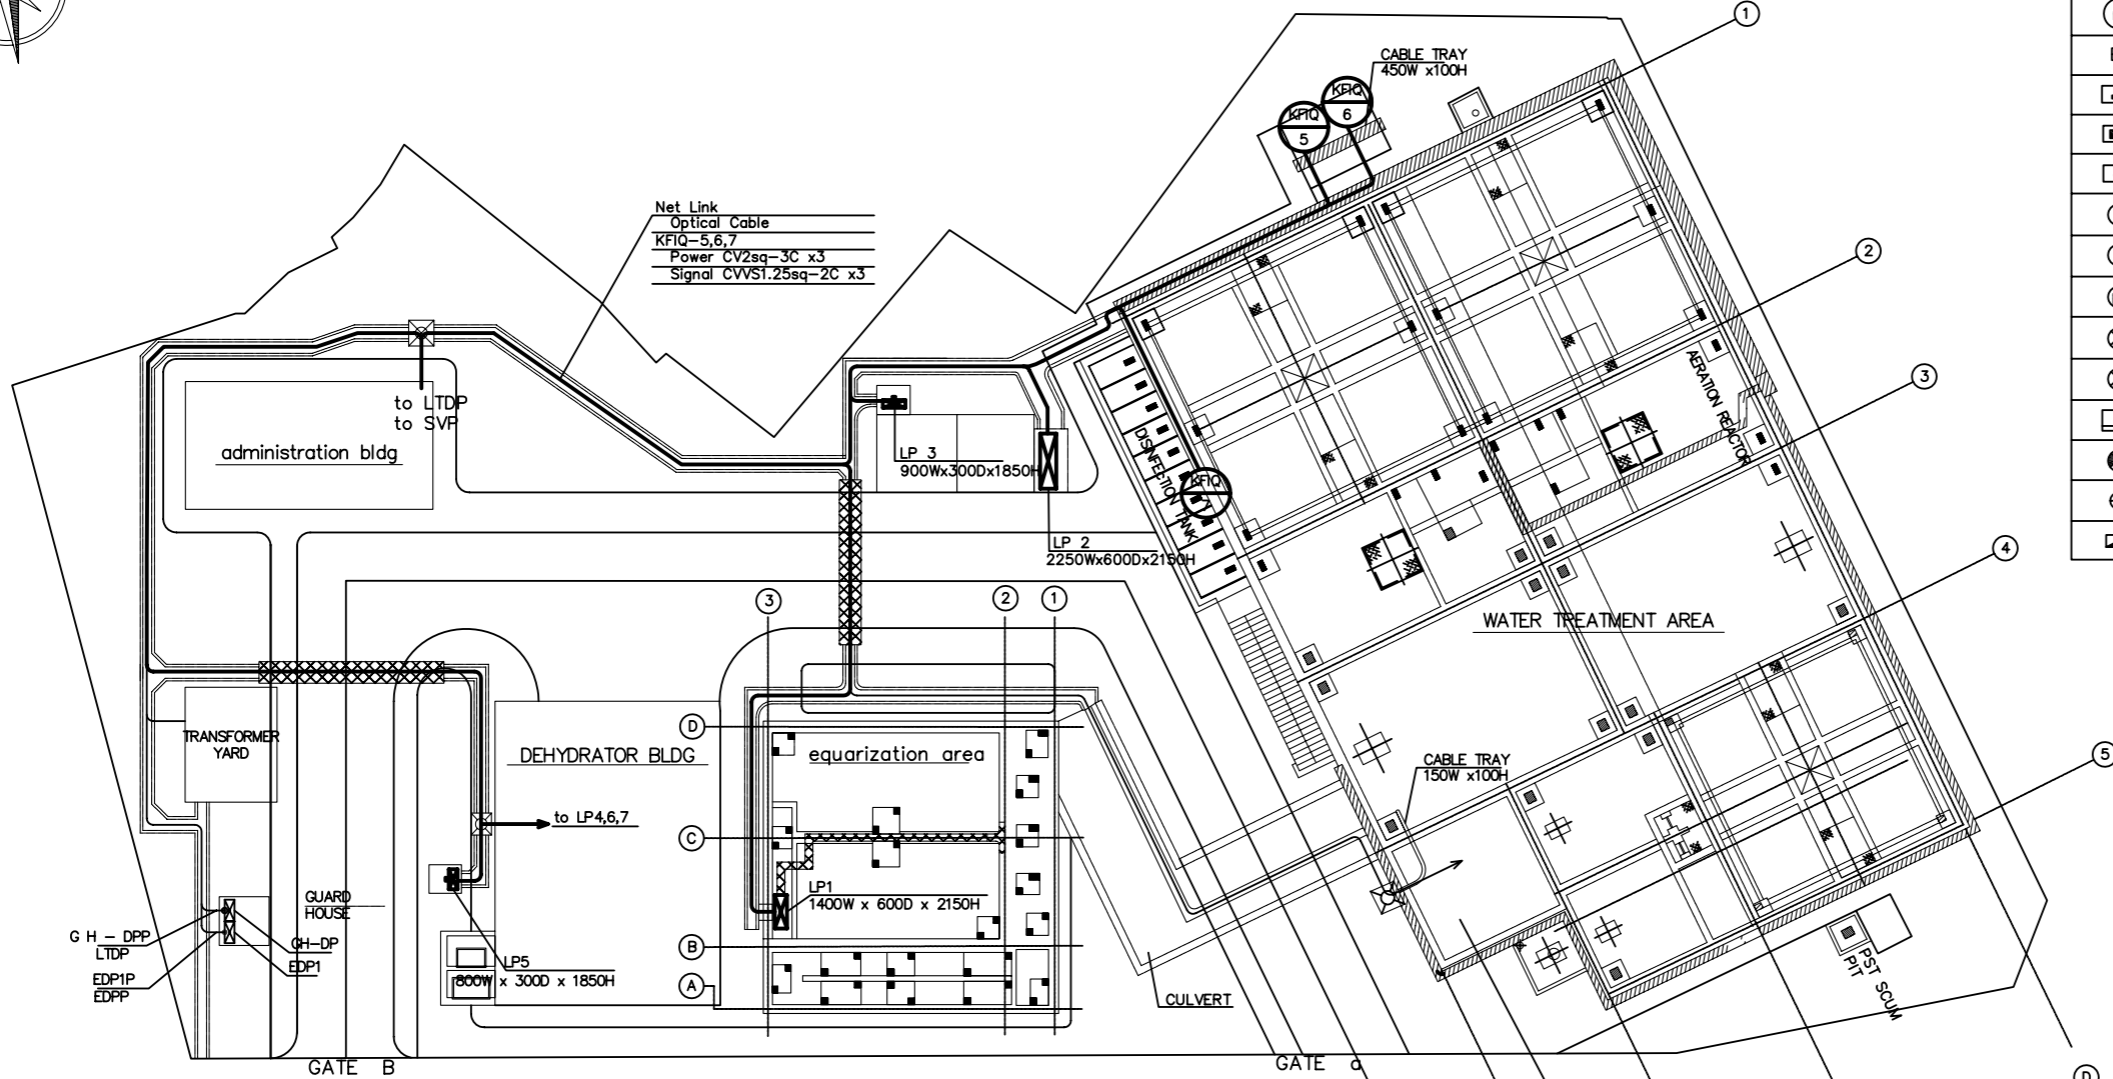 1
CABLE TRAY
450W x100H
KFIQ
6
KFIQ
5
Net Link
Optical Cable
KFIQ-5,6,7
Power CV2sq-3C x3
Signal CVVS1.25sq-2C x3
2
AERATION REACTOR
3
to LTDP
to SVP
administration bldg
LP 3
900Wx300Dx1850H
DISINFECTION TANK
KFIQ
LP 2
2250Wx600Dx2150H
4
3
2
1
WATER TREATMENT AREA
TRANSFORMER
YARD
DEHYDRATOR BLDG
D
equarization area
CABLE TRAY
150W x100H
5
to LP4,6,7
C
LP1
1400W x 600D x 2150H
GUARD
HOUSE
G H - DPP
LTDP
GH-DP
EDP1
EDP1P
EDPP
B
LP5
800W x 300D x 1850H
A
CULVERT
PST SCUM
PIT
GATE B
GATE a
D